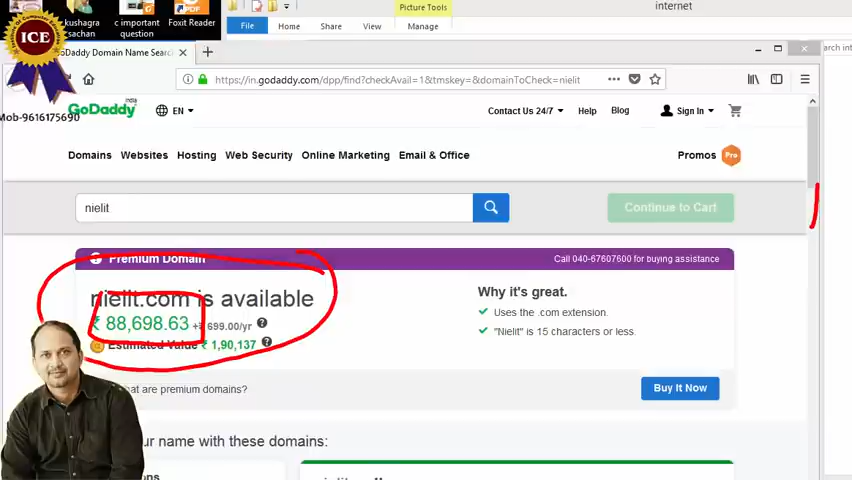 kushagra
sachan
c important
question
Foxit Reader
Picture Tools
internet
File
Home
Share
View
Manage
ICE
GoDaddy Domain Name Searc
https://in.godaddy.com/dpp/find?checkAvail=1&tmskey=&domainToCheck=nielit
Mob-9616175690
GoDaddy
India
EN
Contact Us 24/7
Help
Blog
Sign In
Domains
Websites
Hosting
Web Security
Online Marketing
Email & Office
Promos
Pro
nielit
Continue to Cart
Premium Domain
Call 040-67607600 for buying assistance
nielit.com is available
₹ 88,698.63 +₹ 699.00/yr
Estimated Value ₹ 1,90,137
Why it's great.
Uses the .com extension.
"Nielit" is 15 characters or less.
hat are premium domains?
Buy It Now
ur name with these domains: